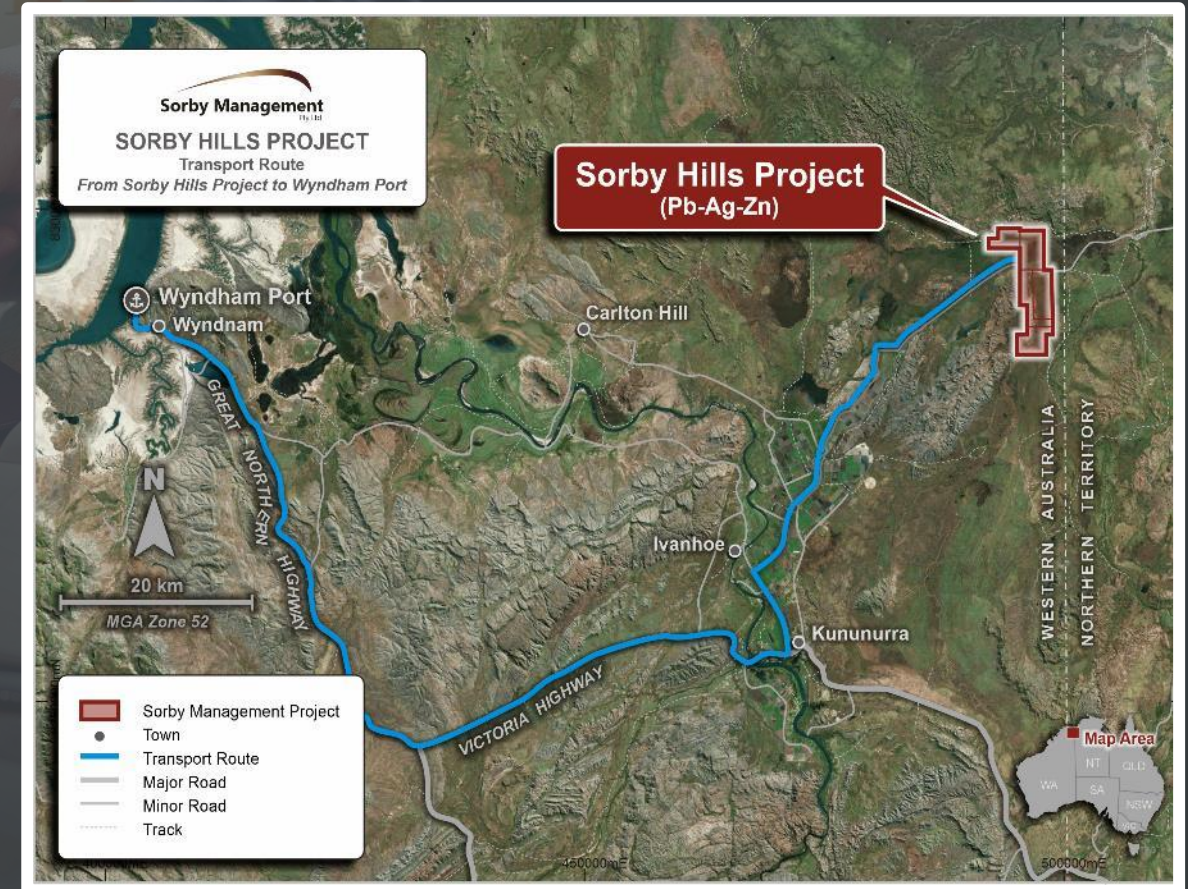 Sorby Management
Pty Ltd
SORBY HILLS PROJECT
Transport Route
From Sorby Hills Project to Wyndham Port
Sorby Hills Project
(Pb-Ag-Zn)
Wyndham Port
Wyndnam
Carlton Hill
GREAT NORTHERN HIGHWAY
N
20 km
MGA Zone 52
Ivanhoe
Kununurra
VICTORIA HIGHWAY
WESTERN AUSTRALIA
NORTHERN TERRITORY
Sorby Management Project
Town
Transport Route
Major Road
Minor Road
Track
Map Area
WA
NT
QLD
SA
NSW
450000mE
500000mE